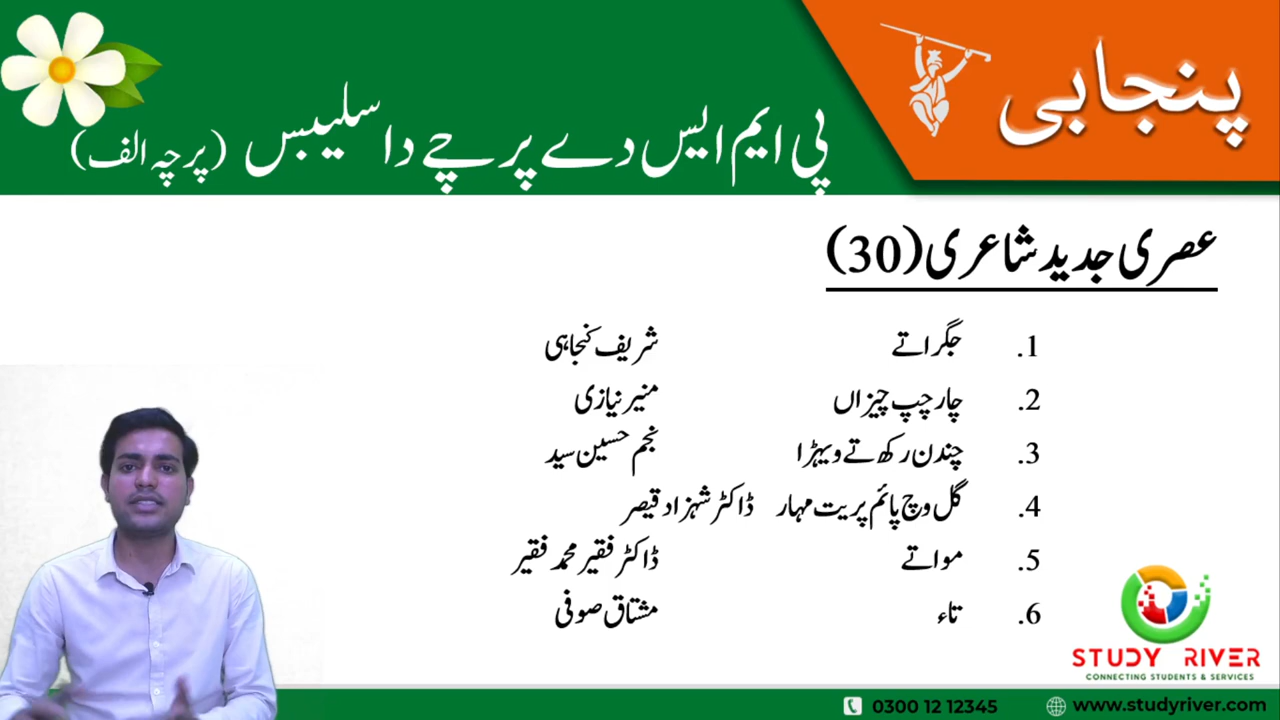 پنجابی
پی ایم ایس دے پرچے دا سلیبس (پرچہ الف)
عصری جدید شاعری (30)
1. جگراتے شریف کنجاہی
2. چار چپ چیزاں منیر نیازی
3. چندن رکھ تے ویہڑا نجم حسین سید
4. گل وچ پائم پریت مہار ڈاکٹر شہزاد قیصر
5. مواتے ڈاکٹر فقیر محمد فقیر
6. تاء مشتاق صوفی
STUDY RIVER
CONNECTING STUDENTS & SERVICES
0300 12 12345 www.studyriver.com